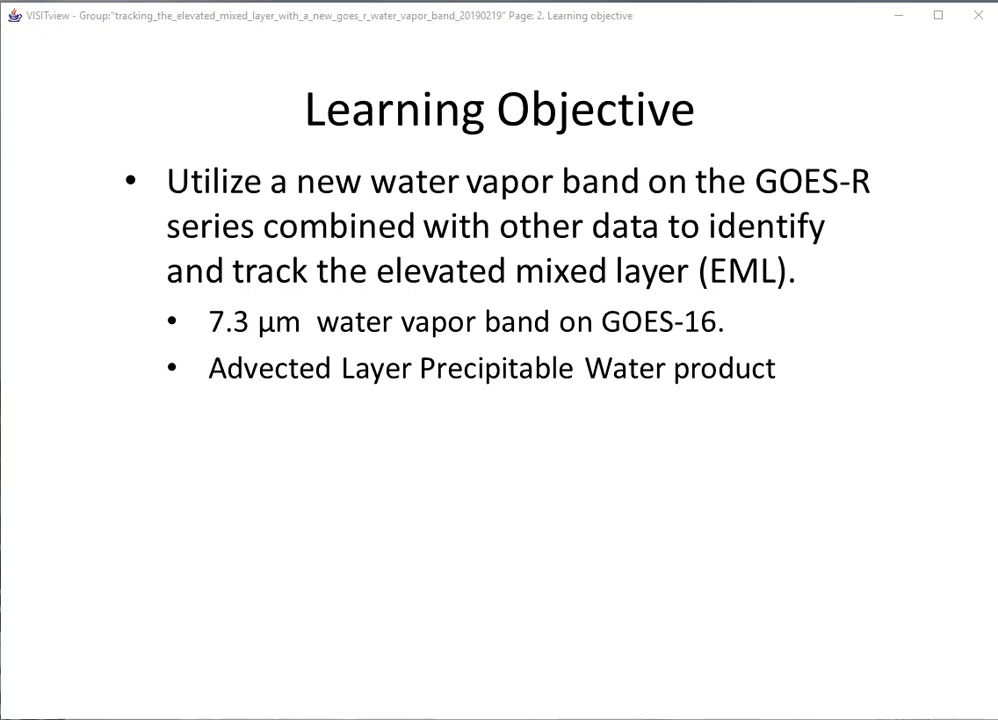 VISITview - Group:"tracking_the_elevated_mixed_layer_with_a_new_goes_r_water_vapor_band_20190219" Page: 2. Learning objective
Learning Objective
• Utilize a new water vapor band on the GOES-R
series combined with other data to identify
and track the elevated mixed layer (EML).
• 7.3 µm water vapor band on GOES-16.
• Advected Layer Precipitable Water product